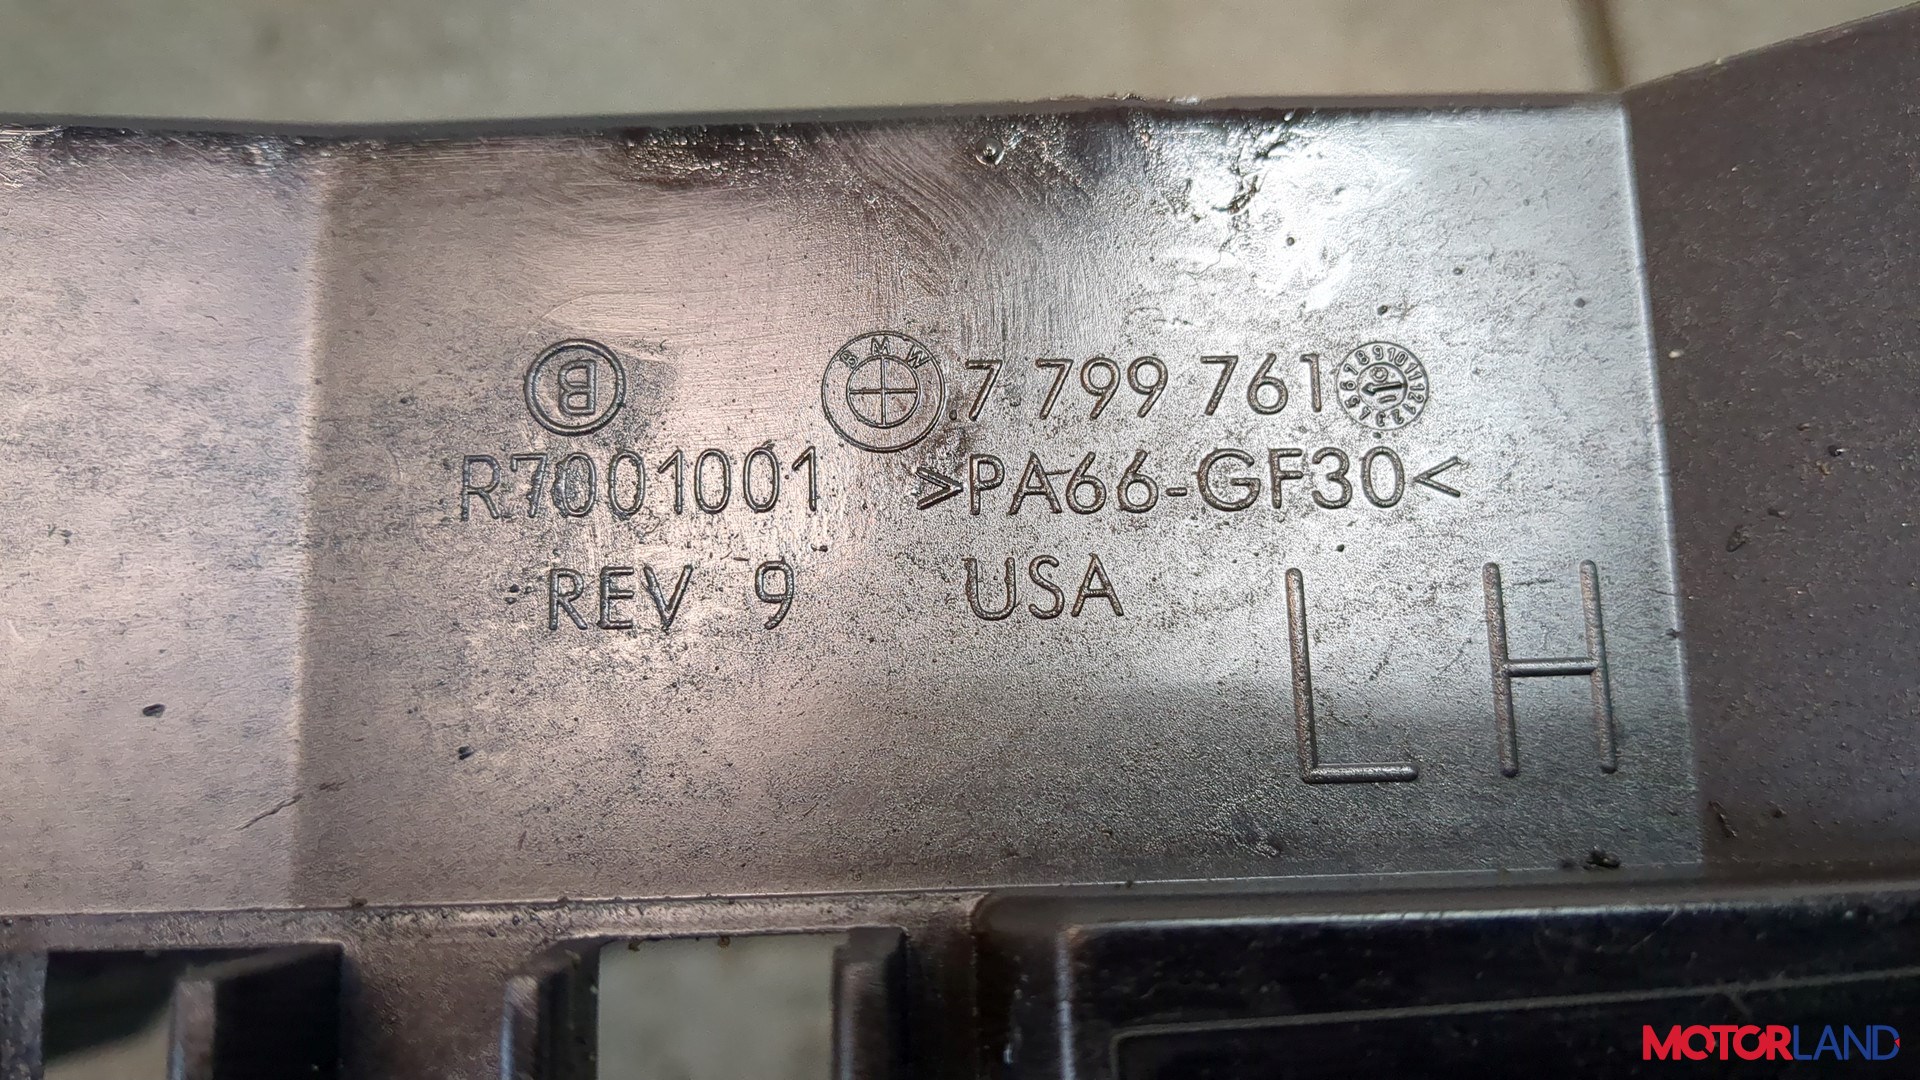 B
BMW 7 799 761
R7001001 >PA66-GF30<
REV 9 USA
LH
MOTORLAND